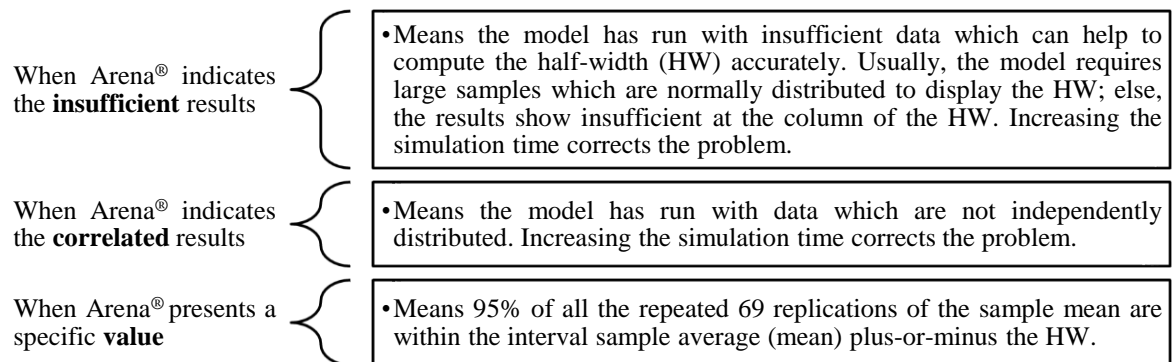 When Arena® indicates
the insufficient results
•Means the model has run with insufficient data which can help to
compute the half-width (HW) accurately. Usually, the model requires
large samples which are normally distributed to display the HW; else,
the results show insufficient at the column of the HW. Increasing the
simulation time corrects the problem.
When Arena® indicates
the correlated results
•Means the model has run with data which are not independently
distributed. Increasing the simulation time corrects the problem.
When Arena® presents a
specific value
•Means 95% of all the repeated 69 replications of the sample mean are
within the interval sample average (mean) plus-or-minus the HW.